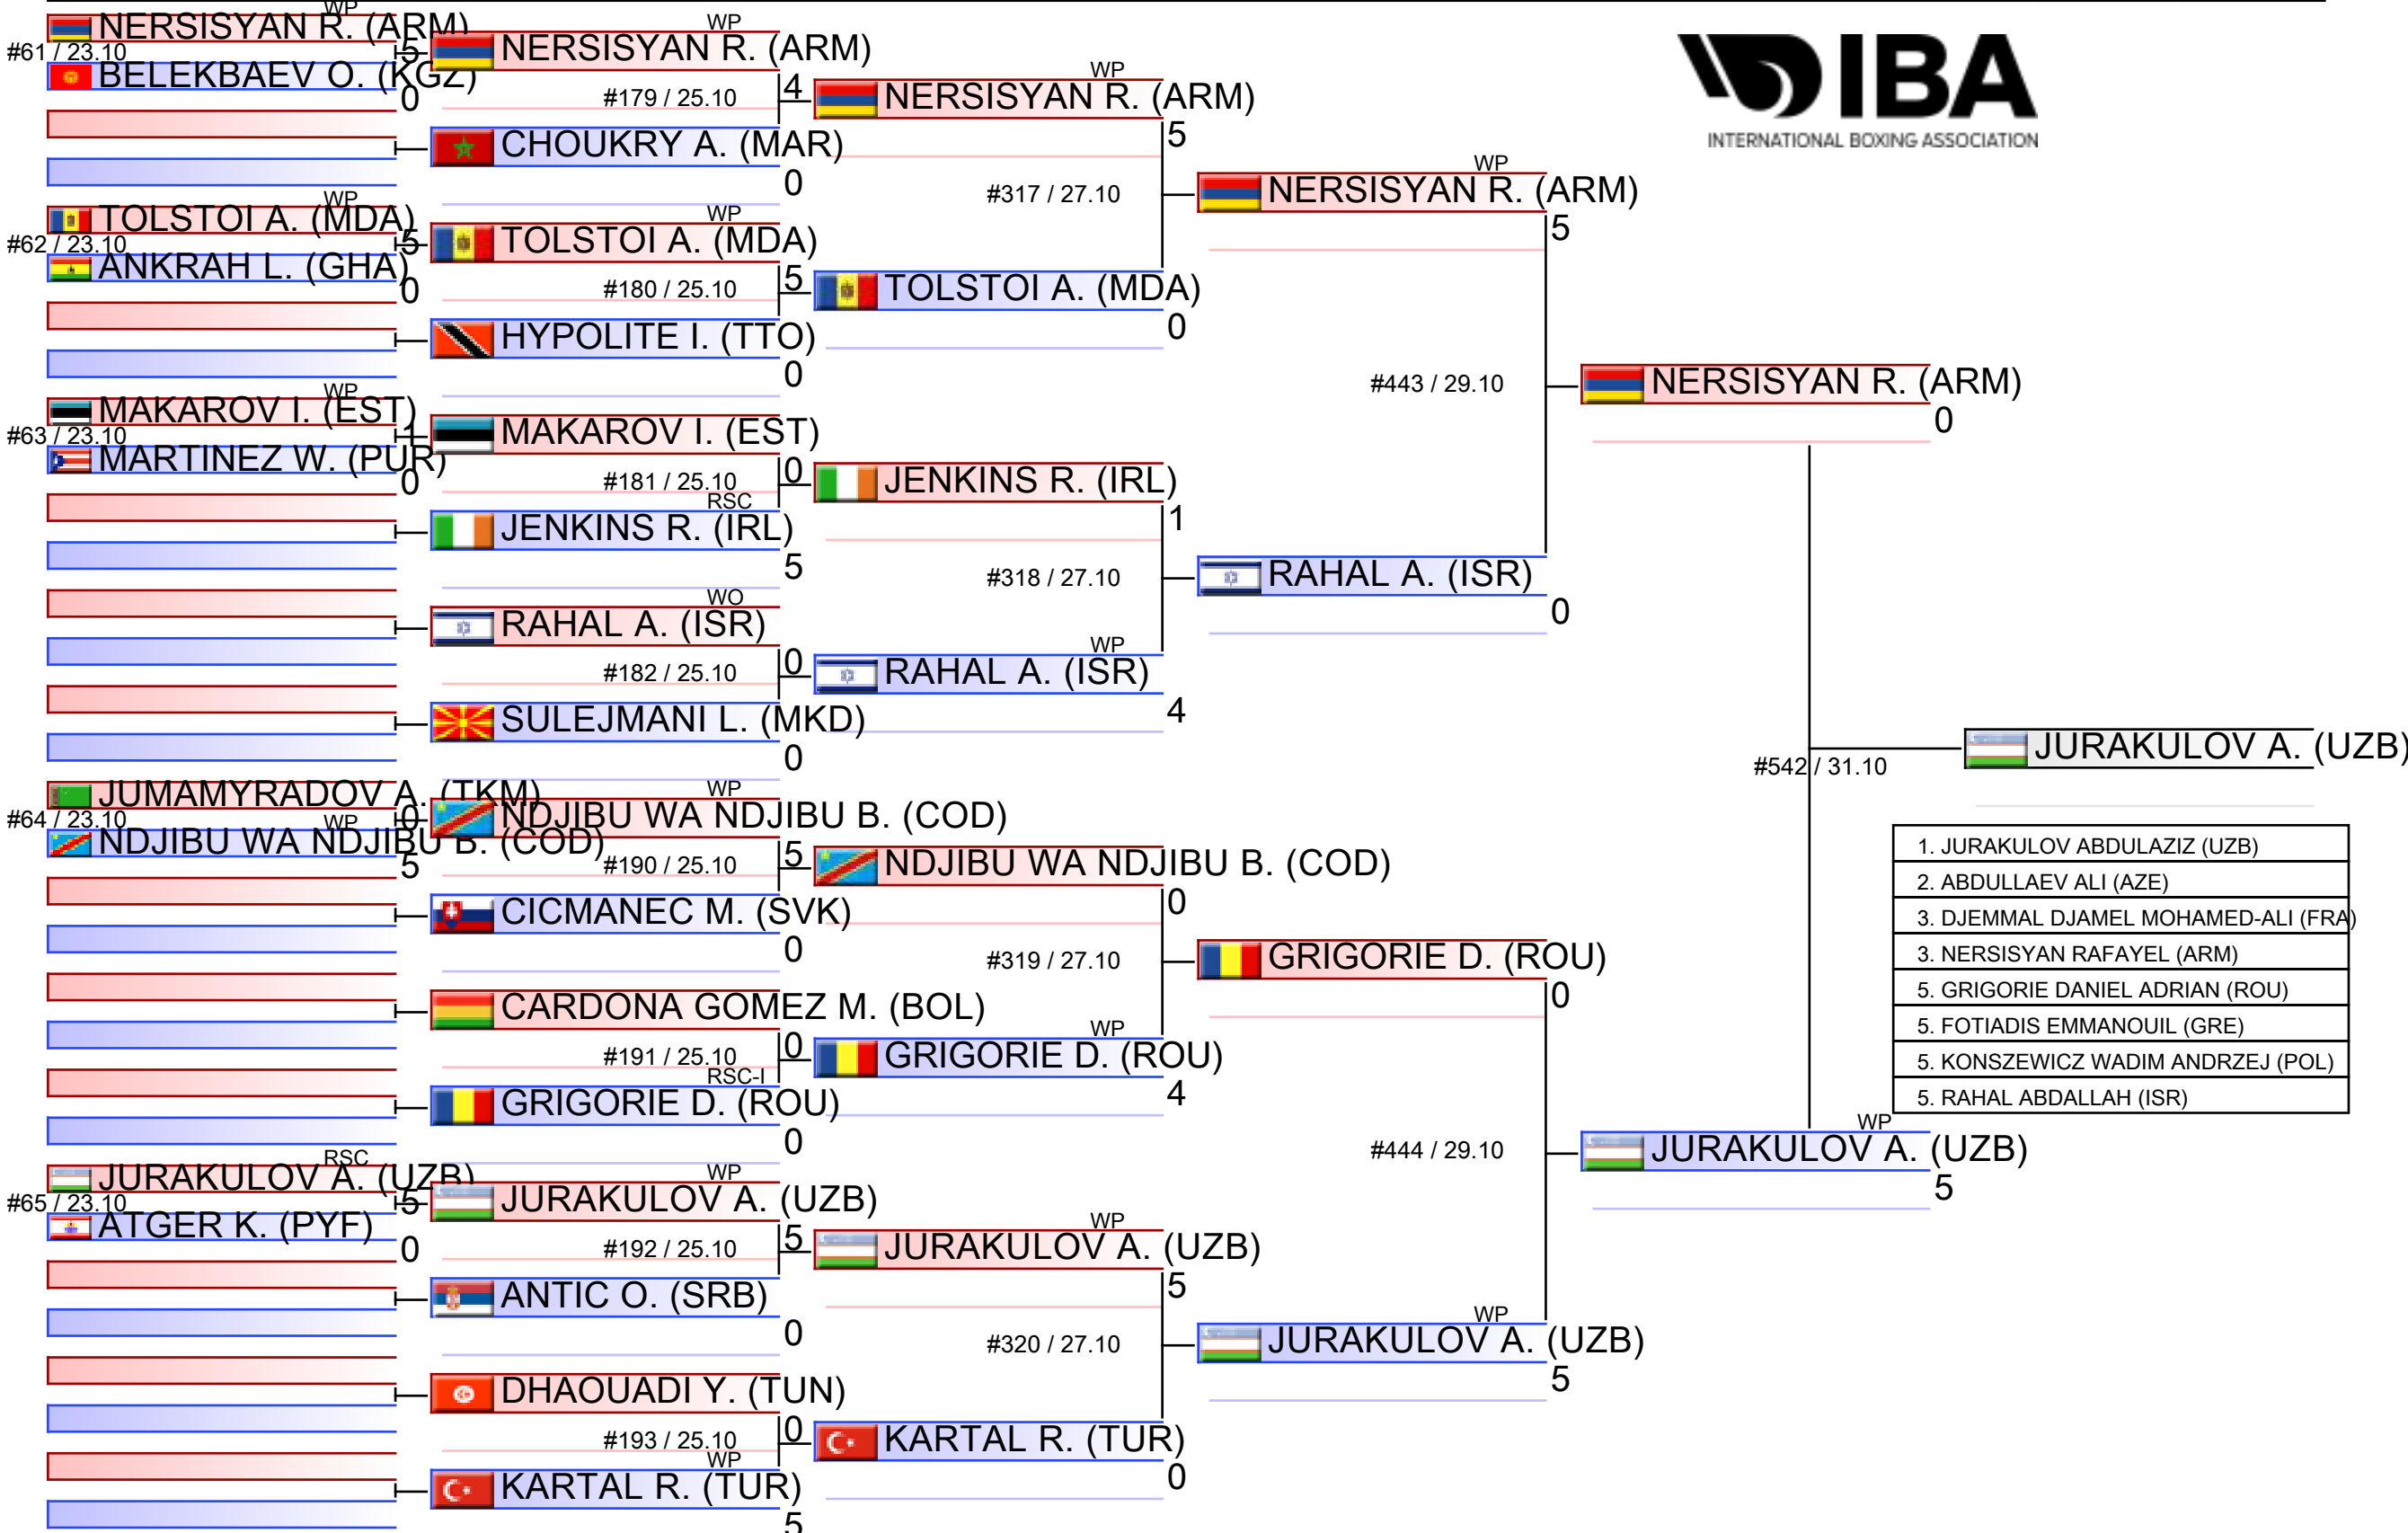 WP
NERSISYAN R. (ARM)
5
#61 / 23.10
BELEKBAEV O. (KGZ)
0
WP
TOLSTOI A. (MDA)
5
#62 / 23.10
ANKRAH L. (GHA)
0
WP
MAKAROV I. (EST)
1
#63 / 23.10
MARTINEZ W. (PUR)
0
JUMAMYRADOV A. (TKM)
0
#64 / 23.10
WP
NDJIBU WA NDJIBU B. (COD)
5
RSC
JURAKULOV A. (UZB)
5
#65 / 23.10
ATGER K. (PYF)
0
WP
NERSISYAN R. (ARM)
4
#179 / 25.10
CHOUKRY A. (MAR)
0
WP
TOLSTOI A. (MDA)
5
#180 / 25.10
HYPOLITE I. (TTO)
0
MAKAROV I. (EST)
0
#181 / 25.10
RSC
JENKINS R. (IRL)
5
WO
RAHAL A. (ISR)
0
#182 / 25.10
SULEJMANI L. (MKD)
0
WP
NDJIBU WA NDJIBU B. (COD)
5
#190 / 25.10
CICMANEC M. (SVK)
0
CARDONA GOMEZ M. (BOL)
0
#191 / 25.10
RSC-I
GRIGORIE D. (ROU)
0
WP
JURAKULOV A. (UZB)
5
#192 / 25.10
ANTIC O. (SRB)
0
DHAOUADI Y. (TUN)
0
#193 / 25.10
WP
KARTAL R. (TUR)
5
WP
NERSISYAN R. (ARM)
5
#317 / 27.10
TOLSTOI A. (MDA)
0
JENKINS R. (IRL)
1
#318 / 27.10
WP
RAHAL A. (ISR)
4
NDJIBU WA NDJIBU B. (COD)
0
#319 / 27.10
WP
GRIGORIE D. (ROU)
4
WP
JURAKULOV A. (UZB)
5
#320 / 27.10
KARTAL R. (TUR)
0
WP
NERSISYAN R. (ARM)
5
#443 / 29.10
RAHAL A. (ISR)
0
GRIGORIE D. (ROU)
0
#444 / 29.10
WP
JURAKULOV A. (UZB)
5
IBA
INTERNATIONAL BOXING ASSOCIATION
NERSISYAN R. (ARM)
0
#542 / 31.10
WP
JURAKULOV A. (UZB)
5
JURAKULOV A. (UZB)
1. JURAKULOV ABDULAZIZ (UZB)
2. ABDULLAEV ALI (AZE)
3. DJEMMAL DJAMEL MOHAMED-ALI (FRA)
3. NERSISYAN RAFAYEL (ARM)
5. GRIGORIE DANIEL ADRIAN (ROU)
5. FOTIADIS EMMANOUIL (GRE)
5. KONSZEWICZ WADIM ANDRZEJ (POL)
5. RAHAL ABDALLAH (ISR)